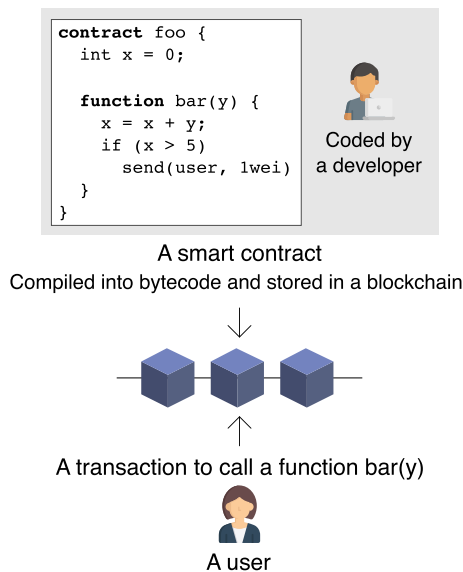 contract foo {
int x = 0;
function bar(y) {
x = x + y;
if (x > 5)
send(user, 1wei)
}
}
Coded by
a developer
A smart contract
Compiled into bytecode and stored in a blockchain
A transaction to call a function bar(y)
A user